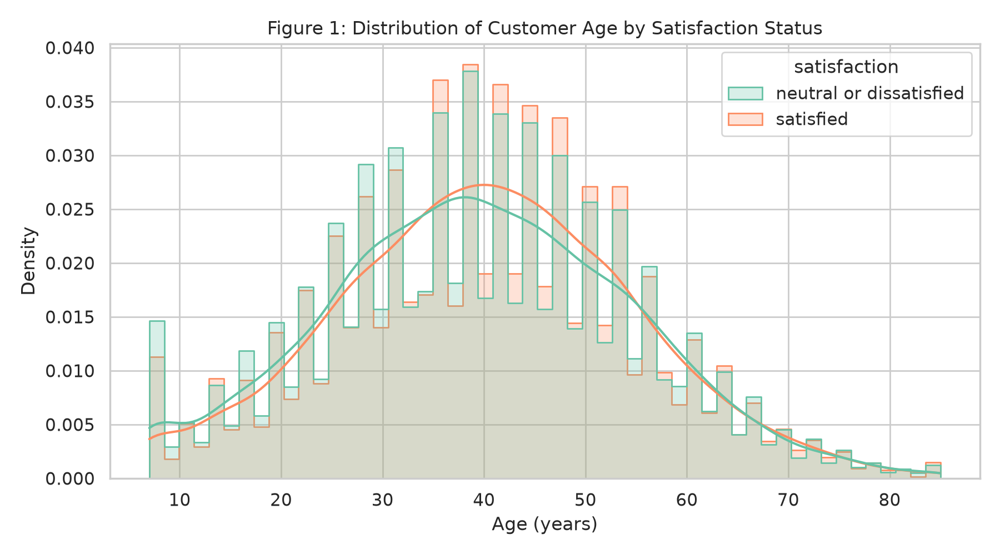 Figure 1: Distribution of Customer Age by Satisfaction Status
0.040
0.035
0.030
0.025
0.020
0.015
0.010
0.005
0.000
Density
satisfaction
neutral or dissatisfied
satisfied
10 20 30 40 50 60 70 80
Age (years)